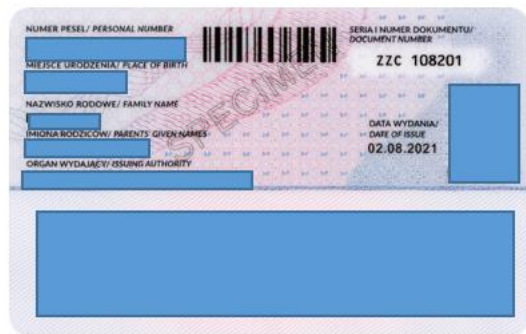 NUMER PESEL/ PERSONAL NUMBER
SERIA I NUMER DOKUMENTU/
DOCUMENT NUMBER
ZZC 108201
MIEJSCE URODZENIA/ PLACE OF BIRTH
SPECIMEN
NAZWISKO RODOWE/ FAMILY NAME
IMIONA RODZICÓW/ PARENTS' GIVEN NAMES
DATA WYDANIA/
DATE OF ISSUE
02.08.2021
ORGAN WYDAJĄCY/ ISSUING AUTHORITY